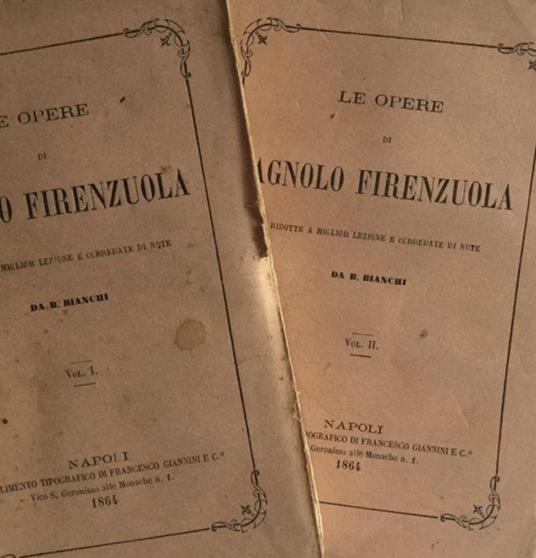 E OPERE
DI
O FIRENZUOLA
MIGLIOR LEZIONE E CORREDATE DI NOTE
DA B. BIANCHI
VOL. I.
NAPOLI
LIMENTO TIPOGRAFICO DI FRANCESCO GIANNINI E C.º
Vico S. Geronimo alle Monache n. 1.
1864
LE OPERE
DI
AGNOLO FIRENZUOLA
RIDOTTE A MIGLIOR LEZIONE E CORREDATE DI NOTE
DA B. BIANCHI
VOL. II.
NAPOLI
POGRAFICO DI FRANCESCO GIANNINI E C.º
Geronimo alle Monache n. 1.
1864